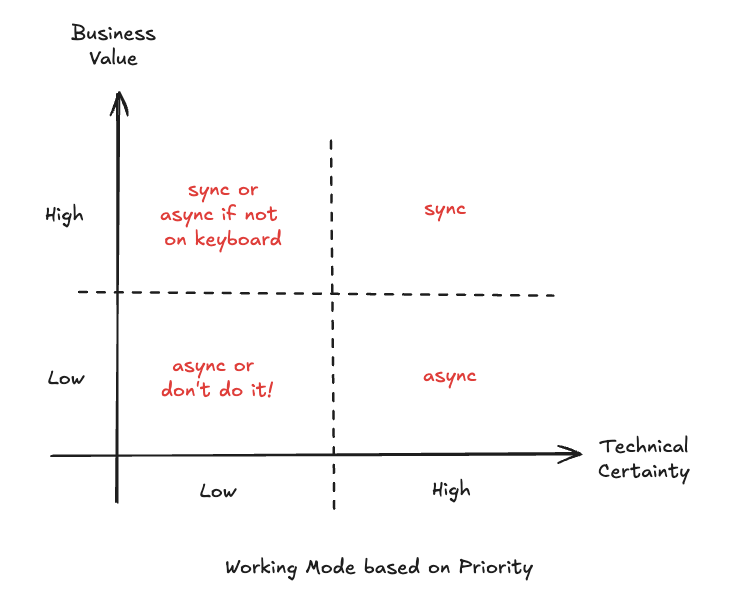 Business
Value
High
sync or
async if not
on keyboard
sync
Low
async or
don't do it!
async
Technical
Certainty
Low
High
Working Mode based on Priority